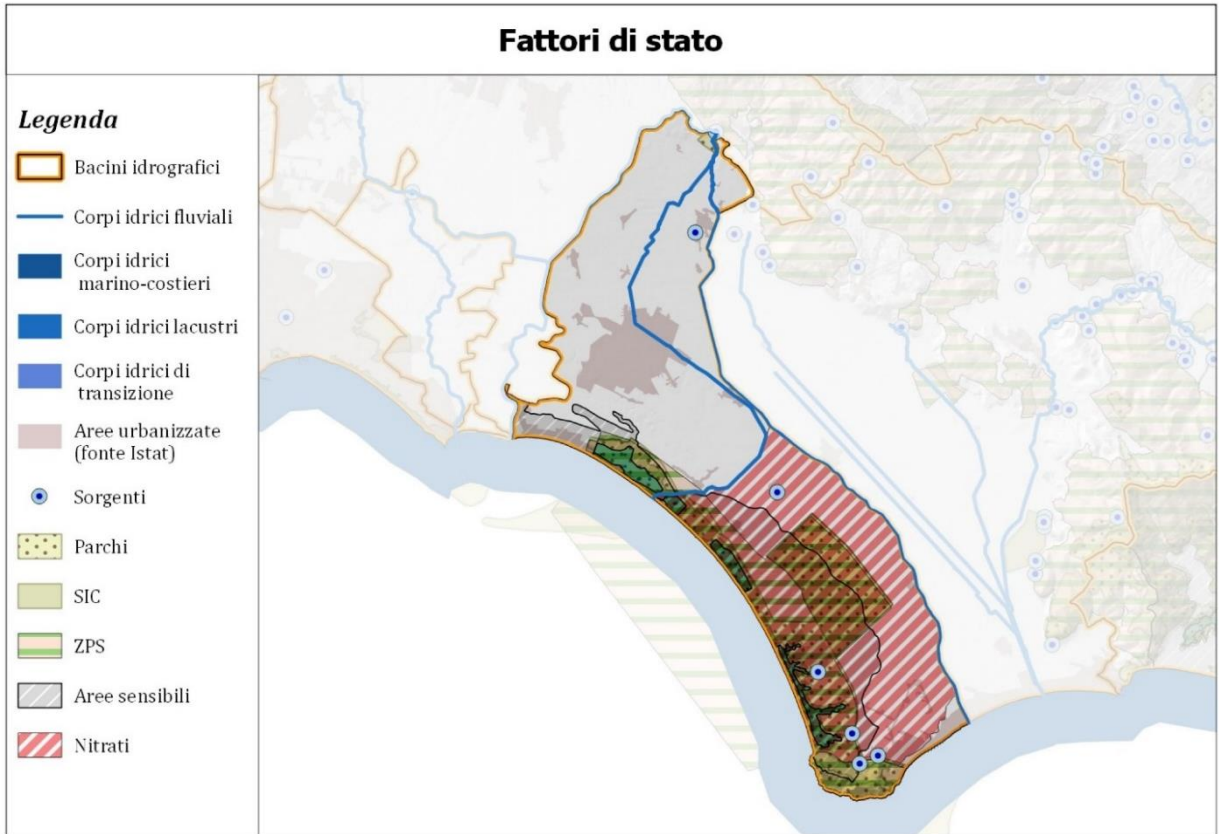 Fattori di stato
Legenda
Bacini idrografici
Corpi idrici fluviali
Corpi idrici
marino-costieri
Corpi idrici lacustri
Corpi idrici di
transizione
Aree urbanizzate
(fonte Istat)
Sorgenti
Parchi
SIC
ZPS
Aree sensibili
Nitrati